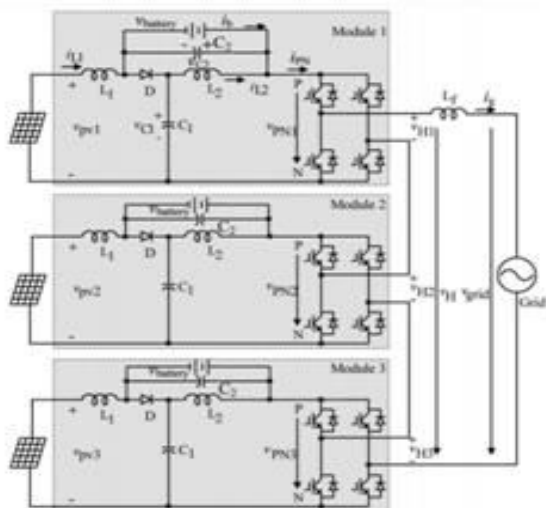 Module 1
vbattery
ib
- + C2
vC2
iL1
iPN
L1
D
L2
iL2
P
+
vpv1
-
vC1
+
-
C1
vPN1
N
+
vH1
-
Lf
ig
Module 2
vbattery
C2
L1
D
L2
P
+
vpv2
-
C1
vPN2
N
+
vH2
-
vH
vgrid
Grid
Module 3
vbattery
C2
L1
D
L2
P
+
vpv3
-
C1
vPN3
N
+
vH3
-